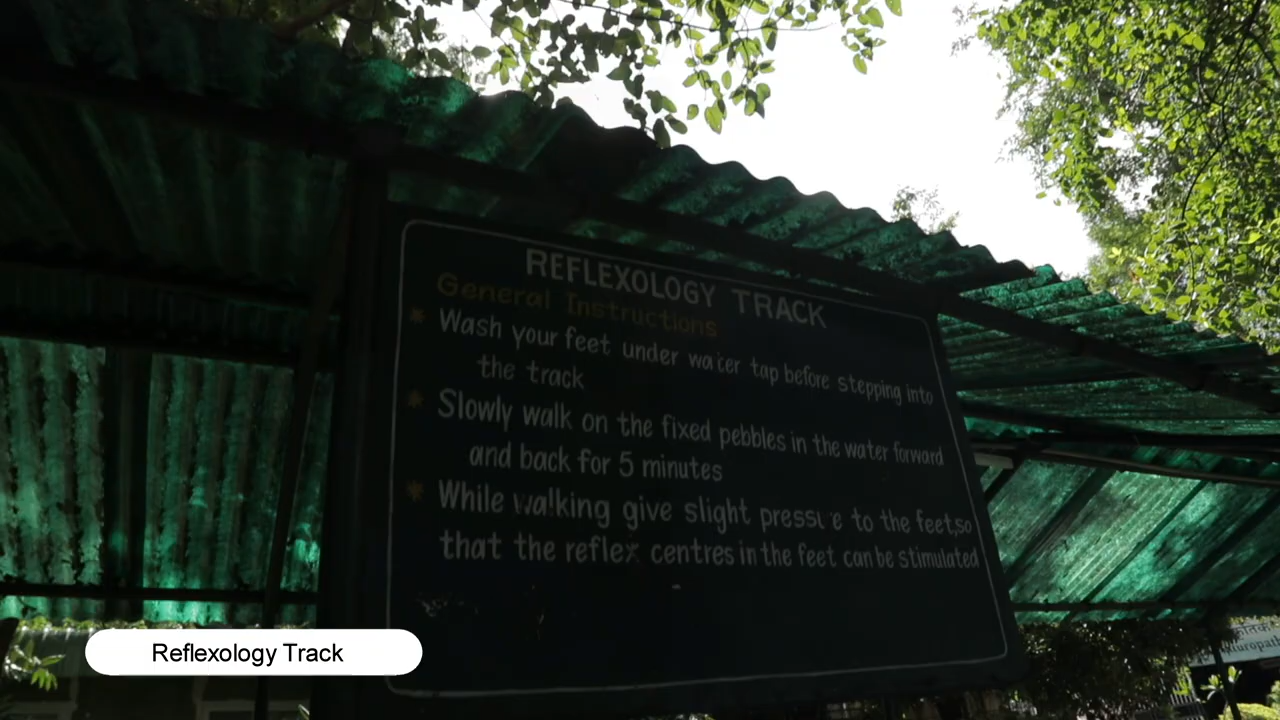 REFLEXOLOGY TRACK
General Instructions
* Wash your feet under water tap before stepping into
the track
* Slowly walk on the fixed pebbles in the water forward
and back for 5 minutes
* While walking give slight pressure to the feet,so
that the reflex centres in the feet can be stimulated
Reflexology Track